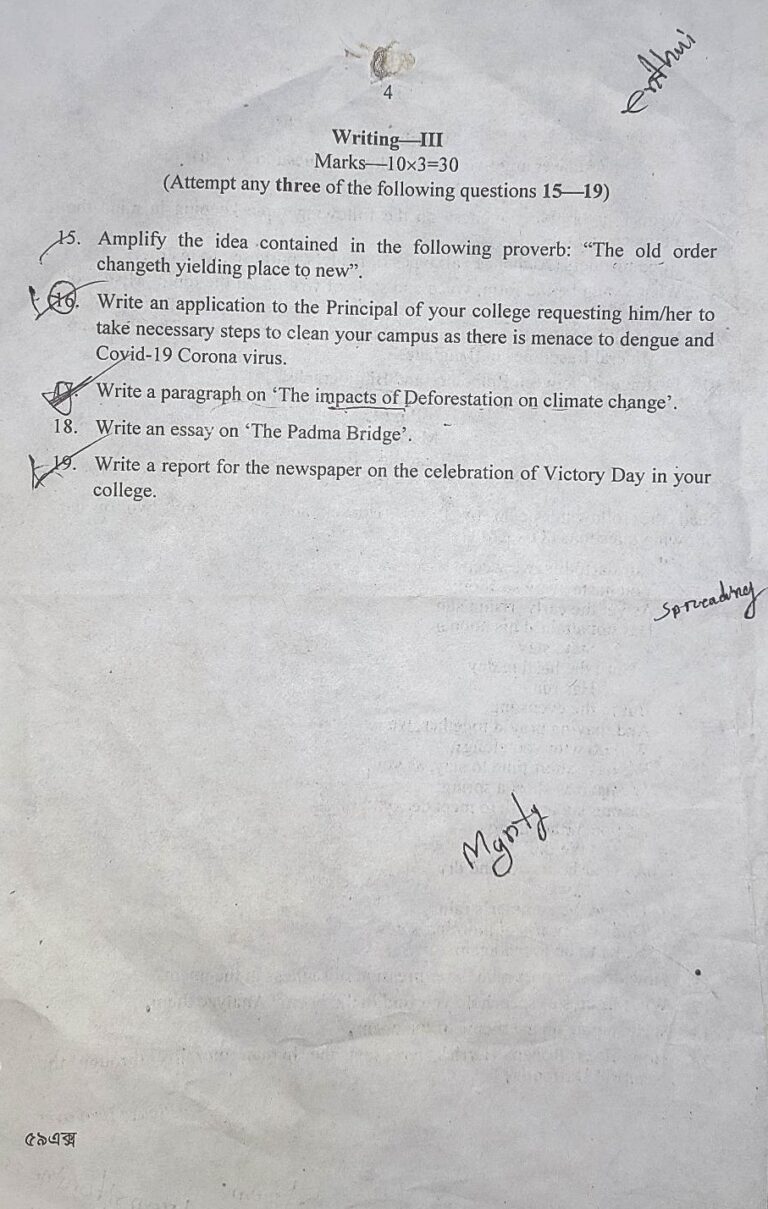 4
Writing—III
Marks—10×3=30
(Attempt any three of the following questions 15—19)
15. Amplify the idea contained in the following proverb: “The old order
changeth yielding place to new”.
16. Write an application to the Principal of your college requesting him/her to
take necessary steps to clean your campus as there is menace to dengue and
Covid-19 Corona virus.
17. Write a paragraph on ‘The impacts of Deforestation on climate change’.
18. Write an essay on ‘The Padma Bridge’.
19. Write a report for the newspaper on the celebration of Victory Day in your
college.
spreading
৫৯এক্স